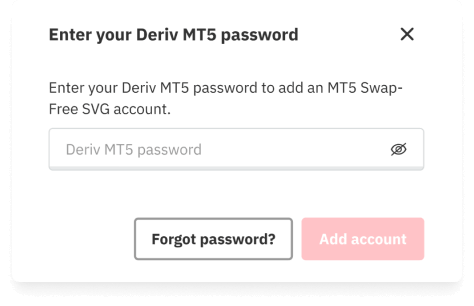 Enter your Deriv MT5 password
Enter your Deriv MT5 password to add an MT5 Swap-
Free SVG account.
Deriv MT5 password
Forgot password?
Add account